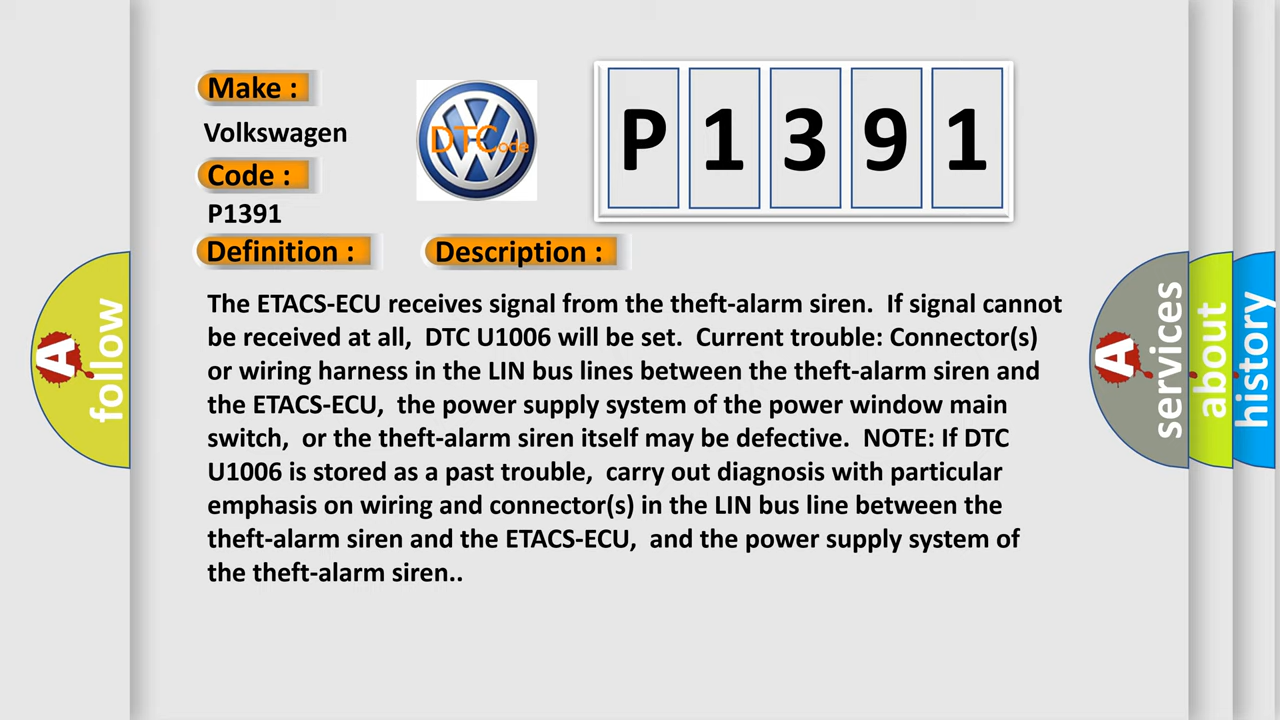 Make :
Volkswagen
Code :
P1391
Definition :
Description :
DTCode
P1391
The ETACS-ECU receives signal from the theft-alarm siren.  If signal cannot
be received at all,  DTC U1006 will be set.  Current trouble: Connector(s)
or wiring harness in the LIN bus lines between the theft-alarm siren and
the ETACS-ECU,  the power supply system of the power window main
switch,  or the theft-alarm siren itself may be defective.  NOTE: If DTC
U1006 is stored as a past trouble,  carry out diagnosis with particular
emphasis on wiring and connector(s) in the LIN bus line between the
theft-alarm siren and the ETACS-ECU,  and the power supply system of
the theft-alarm siren..
A follow
A services
about
history